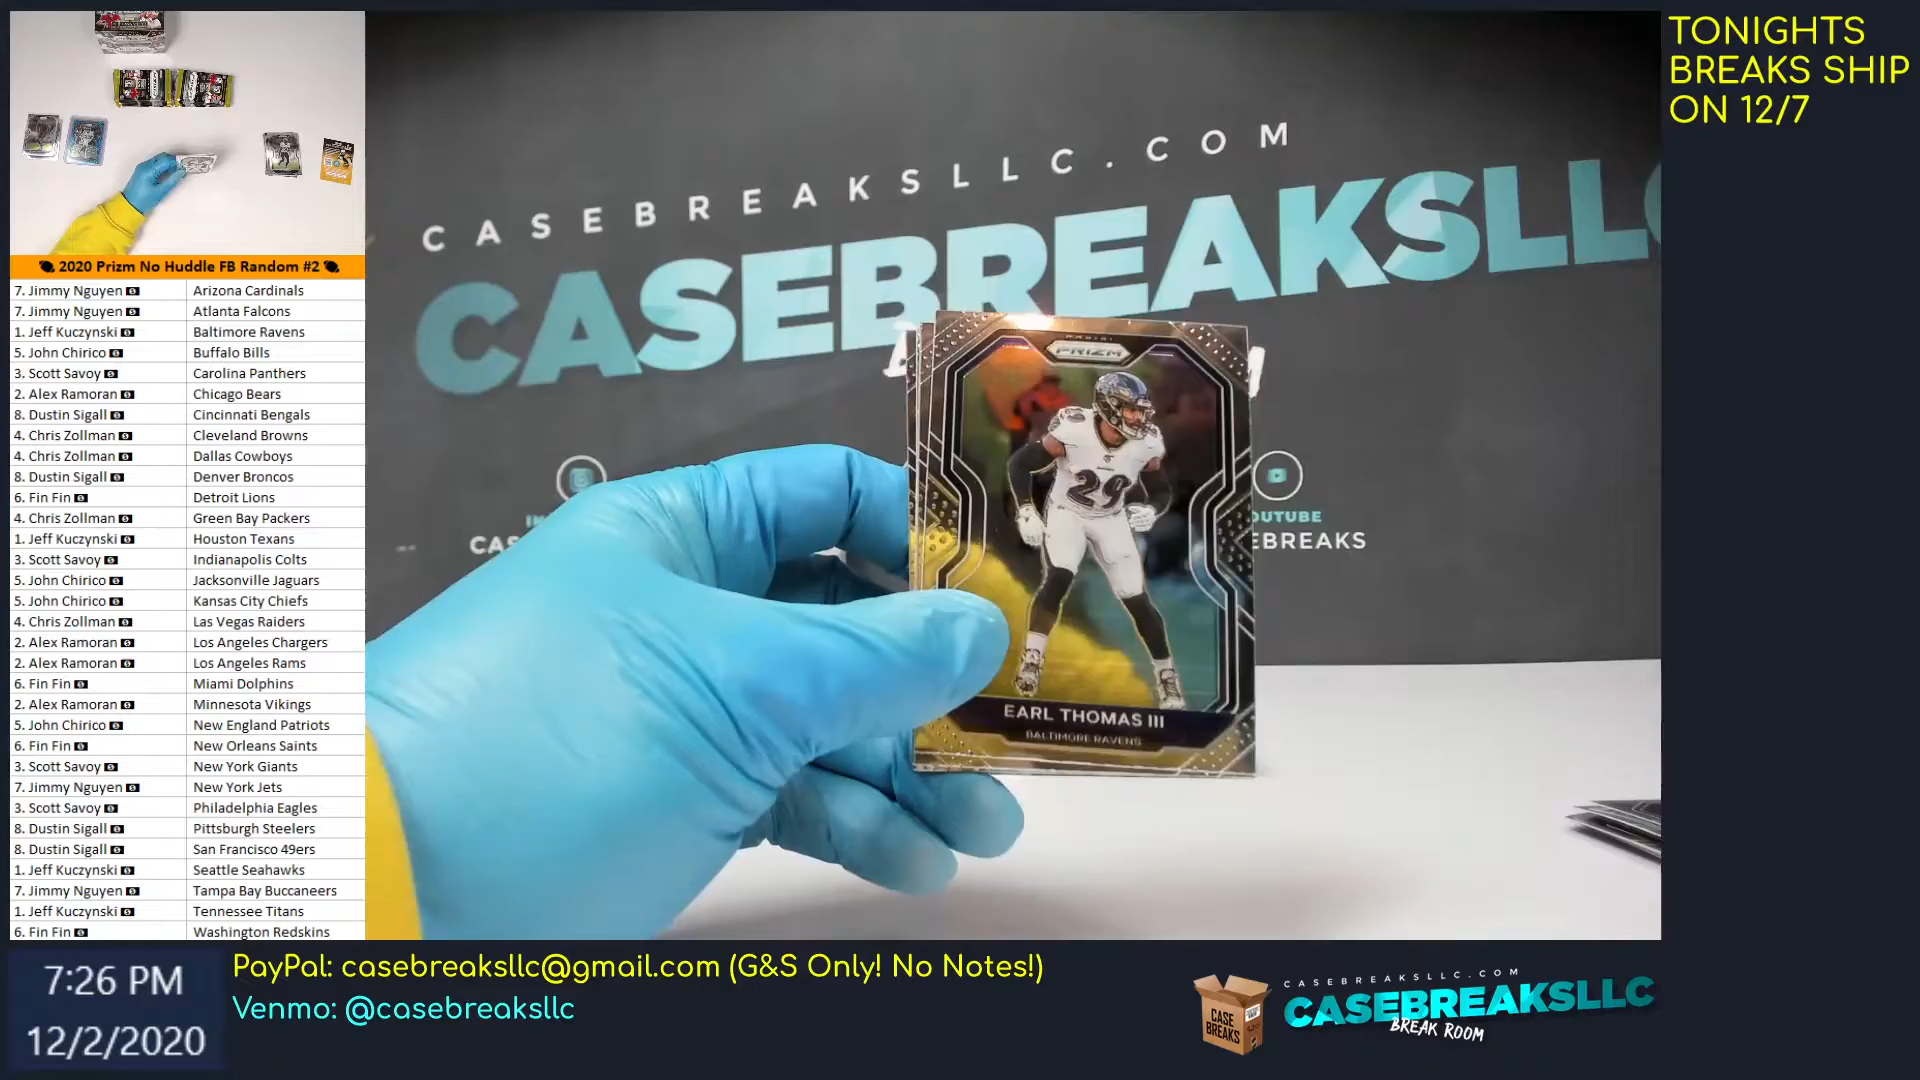 TONIGHTS
BREAKS SHIP
ON 12/7
CASEBREAKSLLC.COM
CASEBREAKSLLC
OUTUBE
CAS
EBREAKS
PANINI
PRIZM
29
EARL THOMAS III
BALTIMORE RAVENS
2020 Prizm No Huddle FB Random #2
7. Jimmy Nguyen Arizona Cardinals
7. Jimmy Nguyen Atlanta Falcons
1. Jeff Kuczynski Baltimore Ravens
5. John Chirico Buffalo Bills
3. Scott Savoy Carolina Panthers
2. Alex Ramoran Chicago Bears
8. Dustin Sigall Cincinnati Bengals
4. Chris Zollman Cleveland Browns
4. Chris Zollman Dallas Cowboys
8. Dustin Sigall Denver Broncos
6. Fin Fin Detroit Lions
4. Chris Zollman Green Bay Packers
1. Jeff Kuczynski Houston Texans
3. Scott Savoy Indianapolis Colts
5. John Chirico Jacksonville Jaguars
5. John Chirico Kansas City Chiefs
4. Chris Zollman Las Vegas Raiders
2. Alex Ramoran Los Angeles Chargers
2. Alex Ramoran Los Angeles Rams
6. Fin Fin Miami Dolphins
2. Alex Ramoran Minnesota Vikings
5. John Chirico New England Patriots
6. Fin Fin New Orleans Saints
3. Scott Savoy New York Giants
7. Jimmy Nguyen New York Jets
3. Scott Savoy Philadelphia Eagles
8. Dustin Sigall Pittsburgh Steelers
8. Dustin Sigall San Francisco 49ers
1. Jeff Kuczynski Seattle Seahawks
7. Jimmy Nguyen Tampa Bay Buccaneers
1. Jeff Kuczynski Tennessee Titans
6. Fin Fin Washington Redskins
7:26 PM
12/2/2020
PayPal: casebreaksllc@gmail.com (G&S Only! No Notes!)
Venmo: @casebreaksllc
CASE
BREAKS
CASEBREAKSLLC.COM
CASEBREAKSLLC
BREAK ROOM